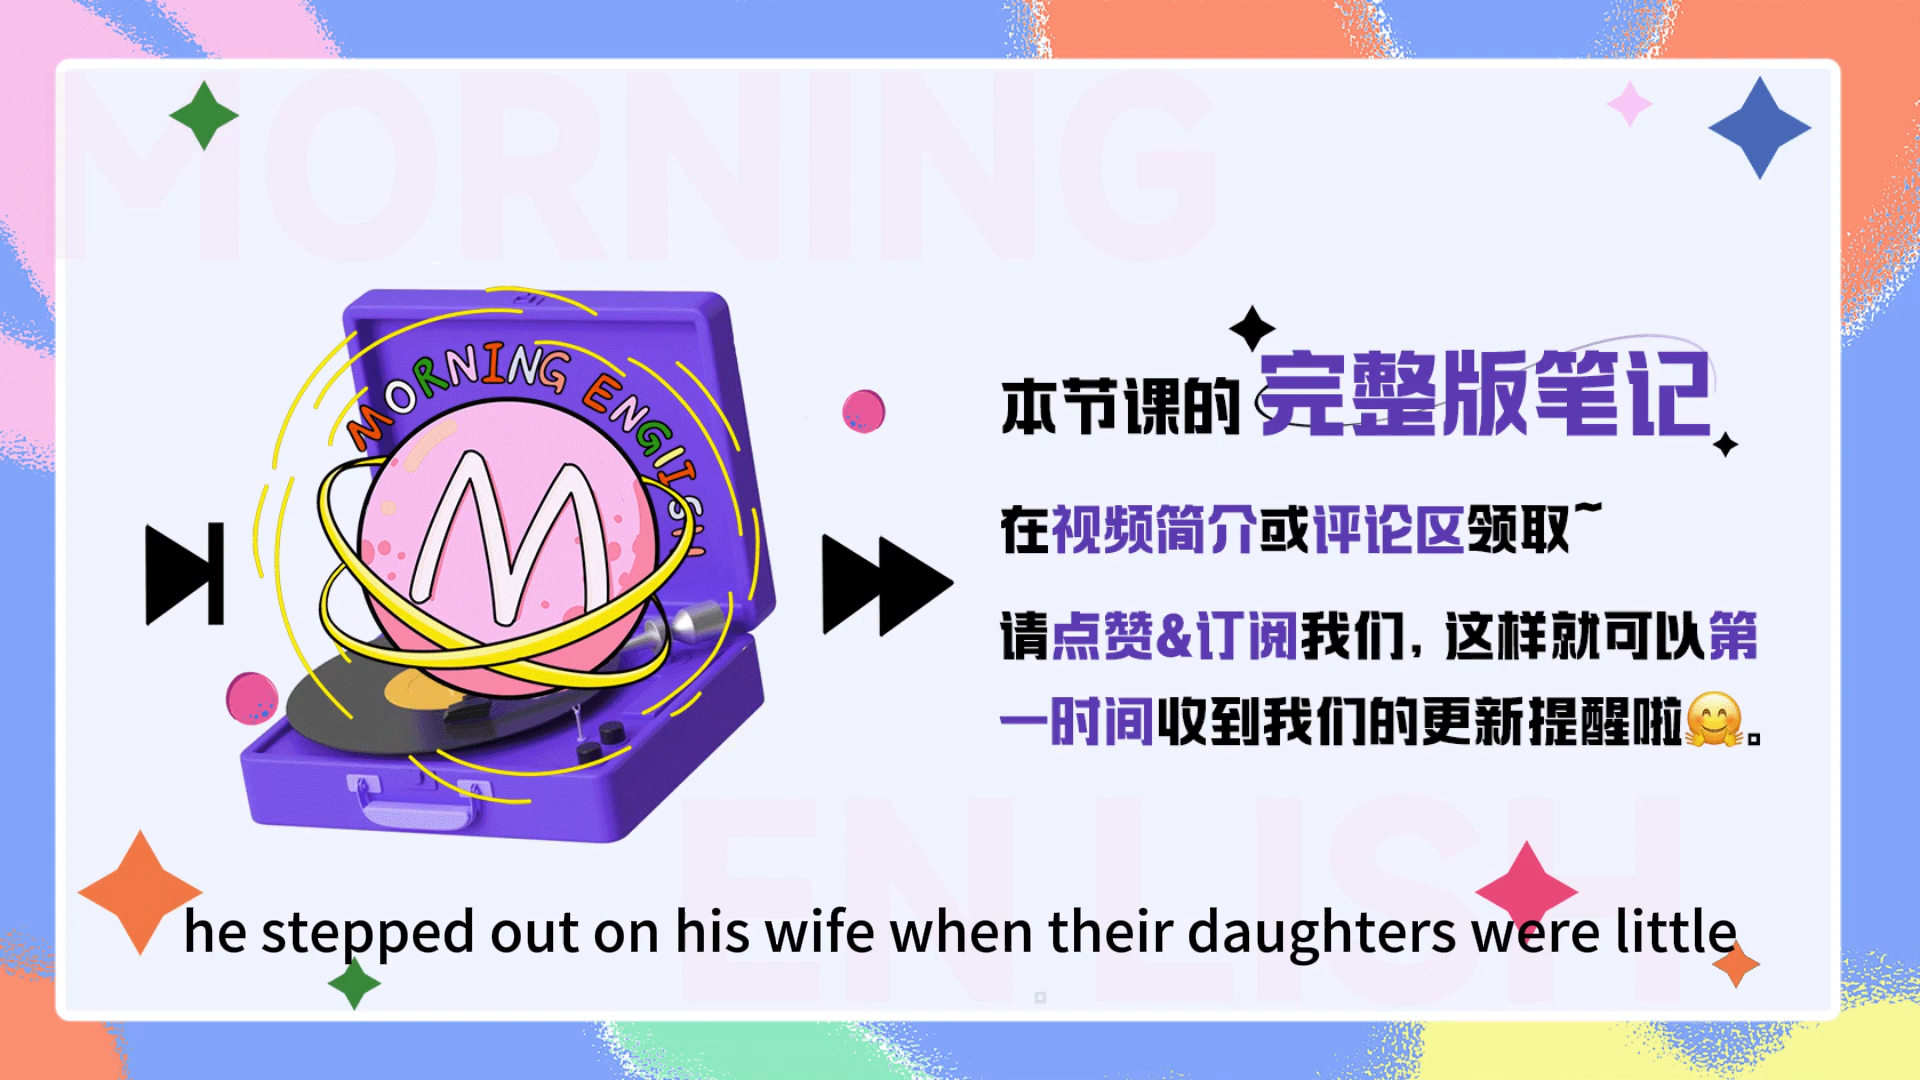 MORNING
MORNING ENGLISH
M
本节课的 完整版笔记
在视频简介或评论区领取~
请点赞&订阅我们，这样就可以第
一时间收到我们的更新提醒啦🤗。
EN LISH
he stepped out on his wife when their daughters were little